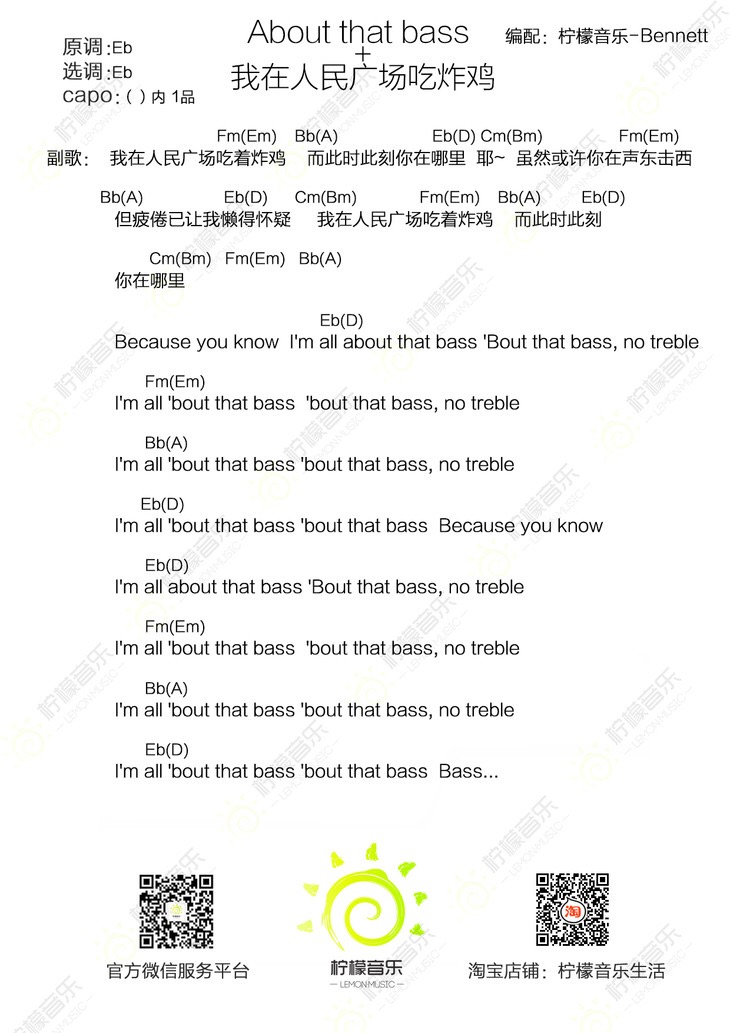 About that bass
+
我在人民广场吃炸鸡
原调:Eb
选调:Eb
capo:( )内 1品
编配：柠檬音乐-Bennett
Fm(Em) Bb(A) Eb(D) Cm(Bm) Fm(Em)
副歌： 我在人民广场吃着炸鸡 而此时此刻你在哪里 耶~ 虽然或许你在声东击西
Bb(A) Eb(D) Cm(Bm) Fm(Em) Bb(A) Eb(D)
但疲倦已让我懒得怀疑 我在人民广场吃着炸鸡 而此时此刻
Cm(Bm) Fm(Em) Bb(A)
你在哪里
Eb(D)
Because you know I'm all about that bass 'Bout that bass, no treble
Fm(Em)
I'm all 'bout that bass 'bout that bass, no treble
Bb(A)
I'm all 'bout that bass 'bout that bass, no treble
Eb(D)
I'm all 'bout that bass 'bout that bass Because you know
Eb(D)
I'm all about that bass 'Bout that bass, no treble
Fm(Em)
I'm all 'bout that bass 'bout that bass, no treble
Bb(A)
I'm all 'bout that bass 'bout that bass, no treble
Eb(D)
I'm all 'bout that bass 'bout that bass Bass...
淘
官方微信服务平台
柠檬音乐
— LEMONMUSIC —
淘宝店铺：柠檬音乐生活